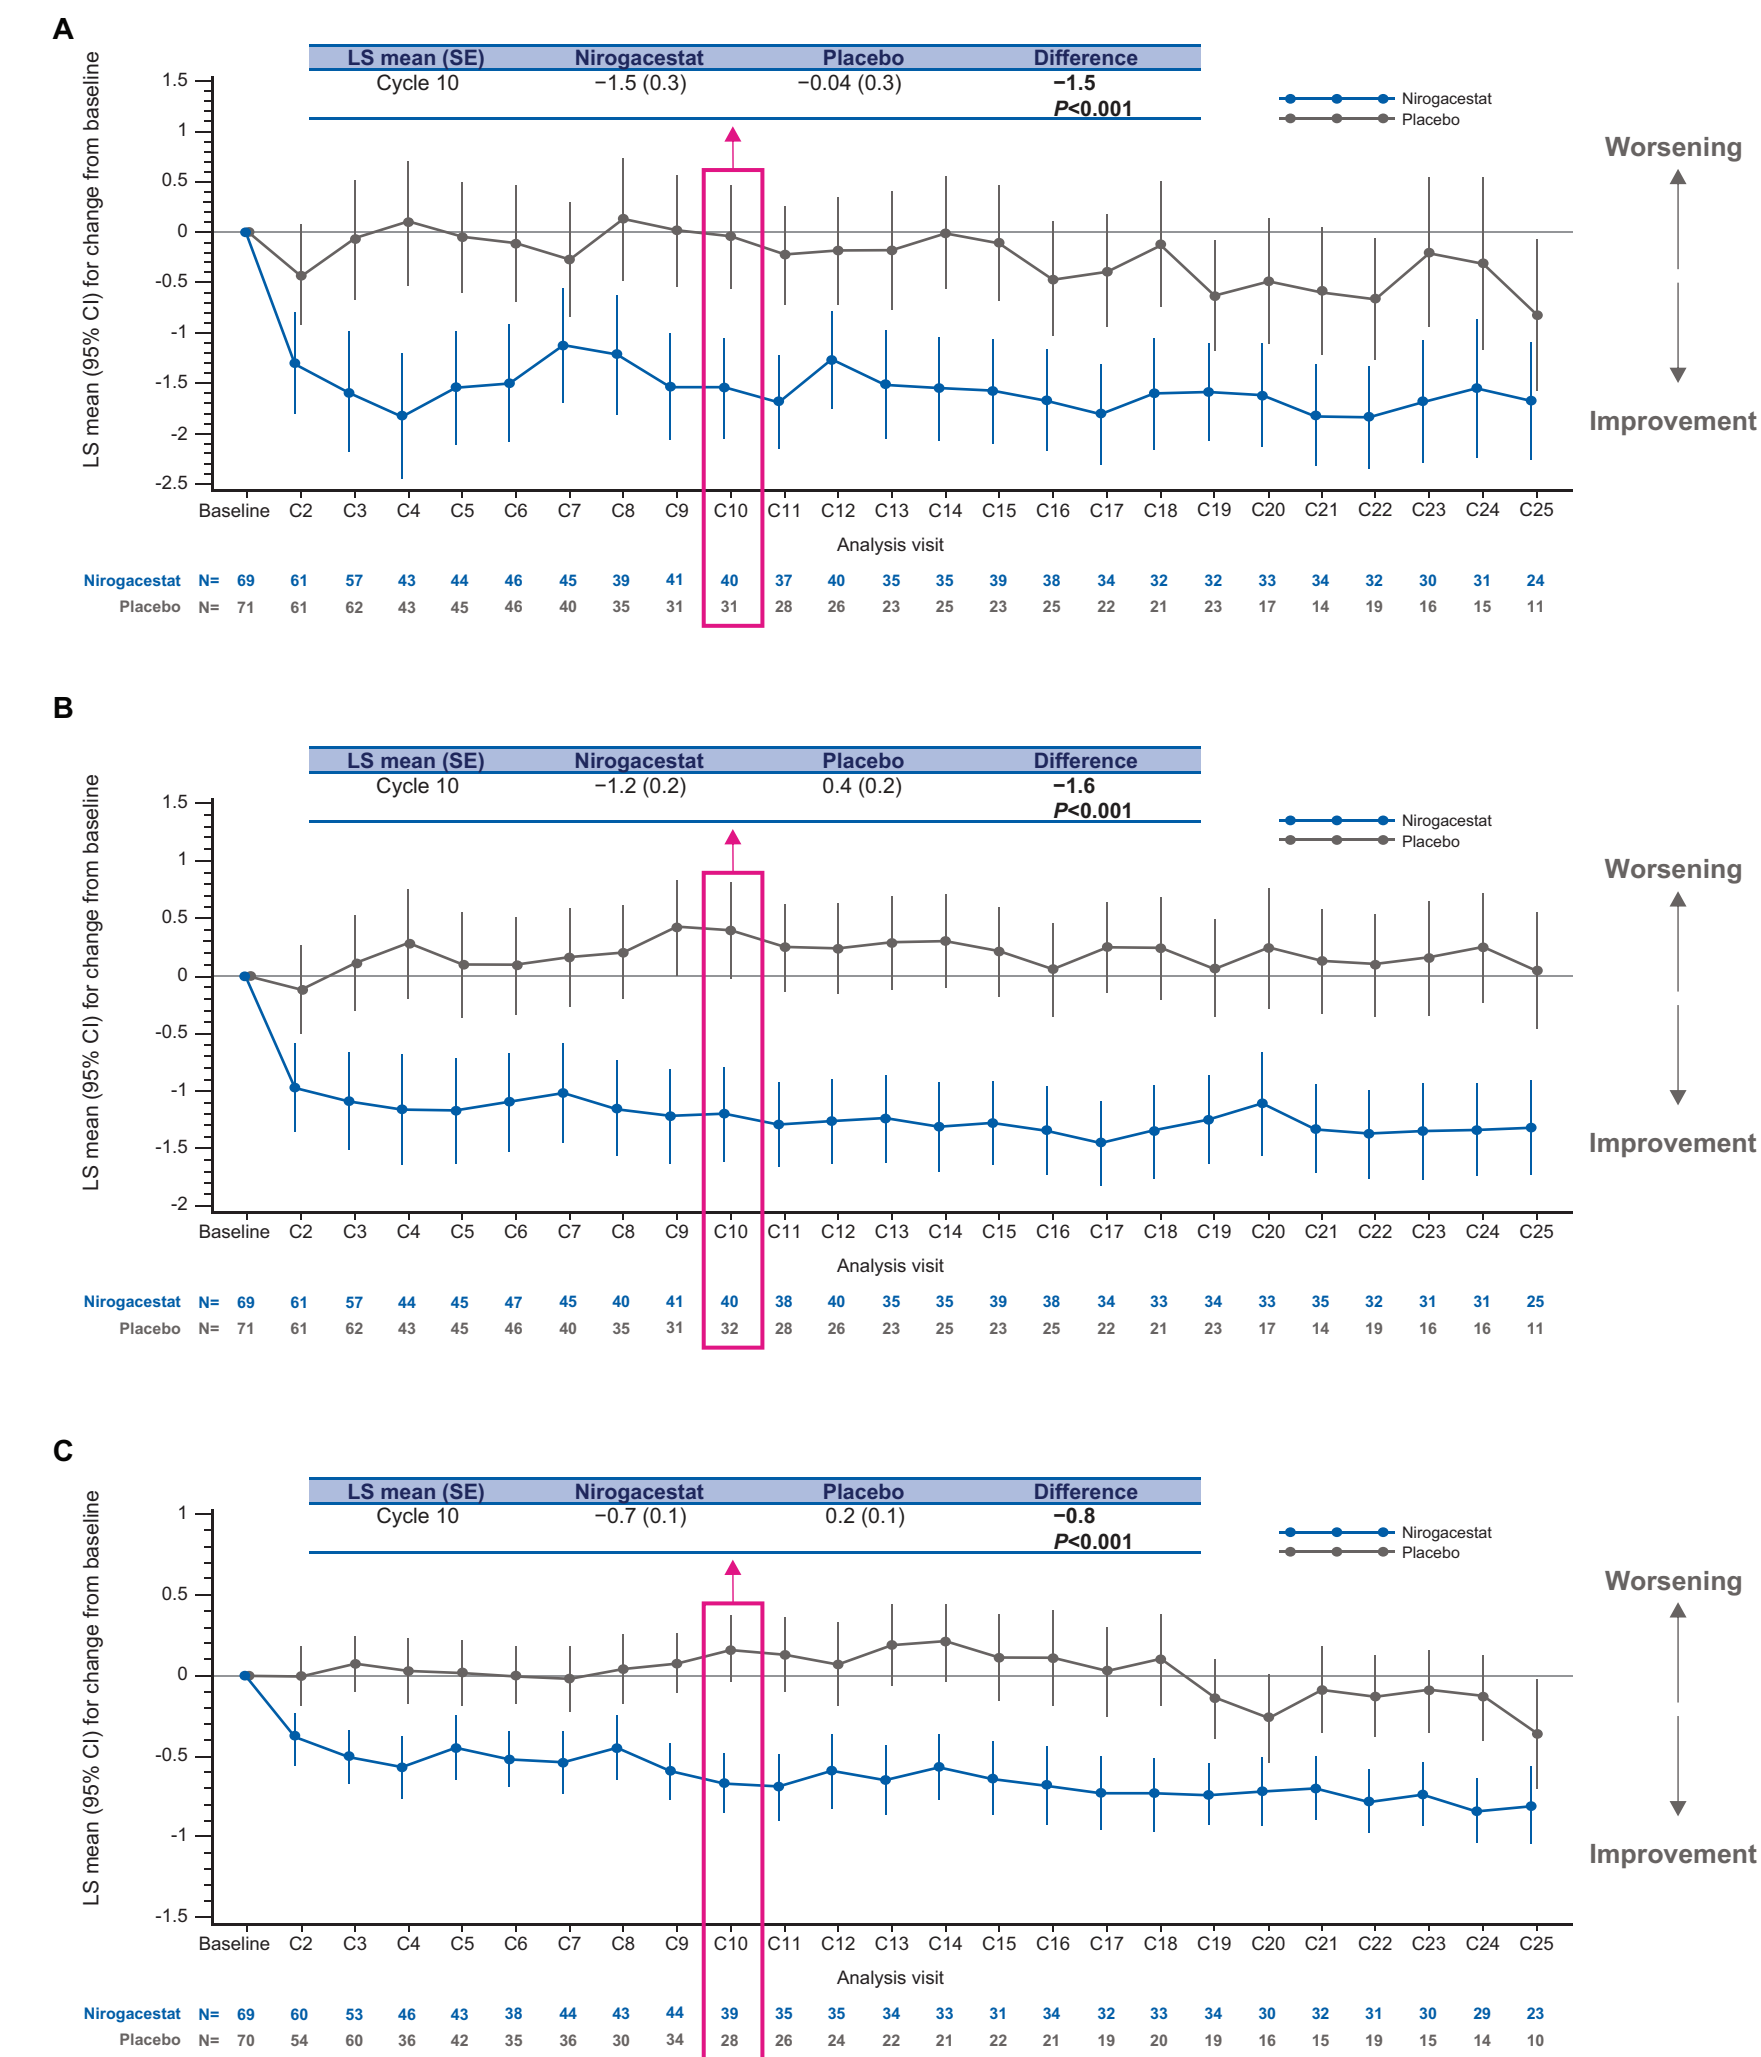 A
LS mean (SE) Nirogacestat Placebo Difference
Cycle 10 −1.5 (0.3) −0.04 (0.3) −1.5
P<0.001
LS mean (95% CI) for change from baseline
1.5
1
0.5
0
-0.5
-1
-1.5
-2
-2.5
Nirogacestat
Placebo
Worsening
Improvement
Baseline C2 C3 C4 C5 C6 C7 C8 C9 C10 C11 C12 C13 C14 C15 C16 C17 C18 C19 C20 C21 C22 C23 C24 C25
Analysis visit
Nirogacestat N= 69 61 57 43 44 46 45 39 41 40 37 40 35 35 39 38 34 32 32 33 34 32 30 31 24
Placebo N= 71 61 62 43 45 46 40 35 31 31 28 26 23 25 23 25 22 21 23 17 14 19 16 15 11
B
LS mean (SE) Nirogacestat Placebo Difference
Cycle 10 −1.2 (0.2) 0.4 (0.2) −1.6
P<0.001
LS mean (95% CI) for change from baseline
1.5
1
0.5
0
-0.5
-1
-1.5
-2
Nirogacestat
Placebo
Worsening
Improvement
Baseline C2 C3 C4 C5 C6 C7 C8 C9 C10 C11 C12 C13 C14 C15 C16 C17 C18 C19 C20 C21 C22 C23 C24 C25
Analysis visit
Nirogacestat N= 69 61 57 44 45 47 45 40 41 40 38 40 35 35 39 38 34 33 34 33 35 32 31 31 25
Placebo N= 71 61 62 43 45 46 40 35 31 32 28 26 23 25 23 25 22 21 23 17 14 19 16 16 11
C
LS mean (SE) Nirogacestat Placebo Difference
Cycle 10 −0.7 (0.1) 0.2 (0.1) −0.8
P<0.001
LS mean (95% CI) for change from baseline
1
0.5
0
-0.5
-1
-1.5
Nirogacestat
Placebo
Worsening
Improvement
Baseline C2 C3 C4 C5 C6 C7 C8 C9 C10 C11 C12 C13 C14 C15 C16 C17 C18 C19 C20 C21 C22 C23 C24 C25
Analysis visit
Nirogacestat N= 69 60 53 46 43 38 44 43 44 39 35 35 34 33 31 34 32 33 34 30 32 31 30 29 23
Placebo N= 70 54 60 36 42 35 36 30 34 28 26 24 22 21 22 21 19 20 19 16 15 19 15 14 10